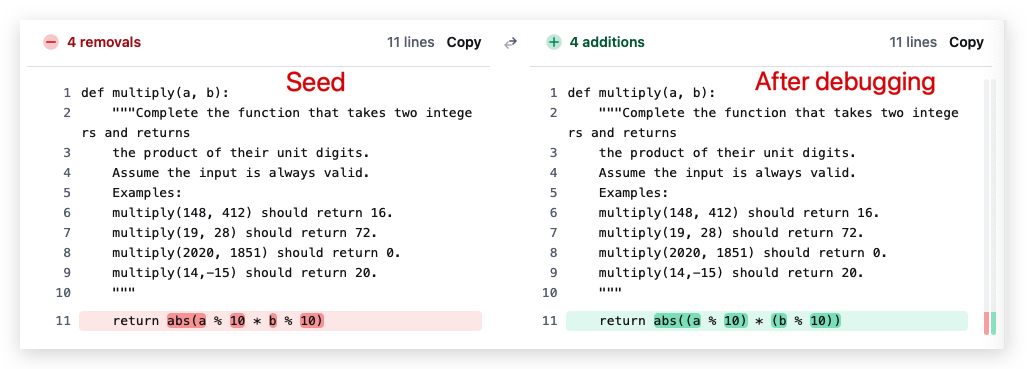 4 removals
11 lines Copy
4 additions
11 lines Copy
Seed
1 def multiply(a, b):
2 """Complete the function that takes two intege
rs and returns
3 the product of their unit digits.
4 Assume the input is always valid.
5 Examples:
6 multiply(148, 412) should return 16.
7 multiply(19, 28) should return 72.
8 multiply(2020, 1851) should return 0.
9 multiply(14,-15) should return 20.
10 """
11 return abs(a % 10 * b % 10)
After debugging
1 def multiply(a, b):
2 """Complete the function that takes two intege
rs and returns
3 the product of their unit digits.
4 Assume the input is always valid.
5 Examples:
6 multiply(148, 412) should return 16.
7 multiply(19, 28) should return 72.
8 multiply(2020, 1851) should return 0.
9 multiply(14,-15) should return 20.
10 """
11 return abs((a % 10) * (b % 10))